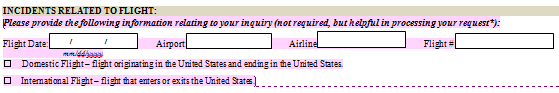 INCIDENTS RELATED TO FLIGHT:
Please provide the following information relating to your inquiry (not required, but helpful in processing your request*):
Flight Date: / / Airport Airline Flight #
mm/dd/yyyy
Domestic Flight – flight originating in the United States and ending in the United States.
International Flight – flight that enters or exits the United States.